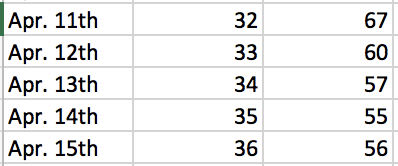 Apr. 11th 32 67
Apr. 12th 33 60
Apr. 13th 34 57
Apr. 14th 35 55
Apr. 15th 36 56